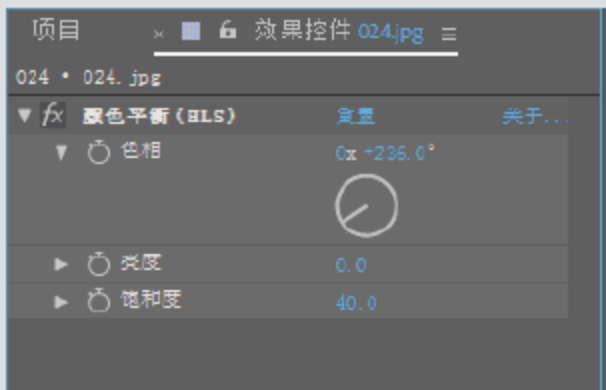 项目 × 效果控件 024.jpg ≡
024 • 024.jpg
fx 颜色平衡(HLS) 重置 关于...
色相 0x +236.0°
亮度 0.0
饱和度 40.0